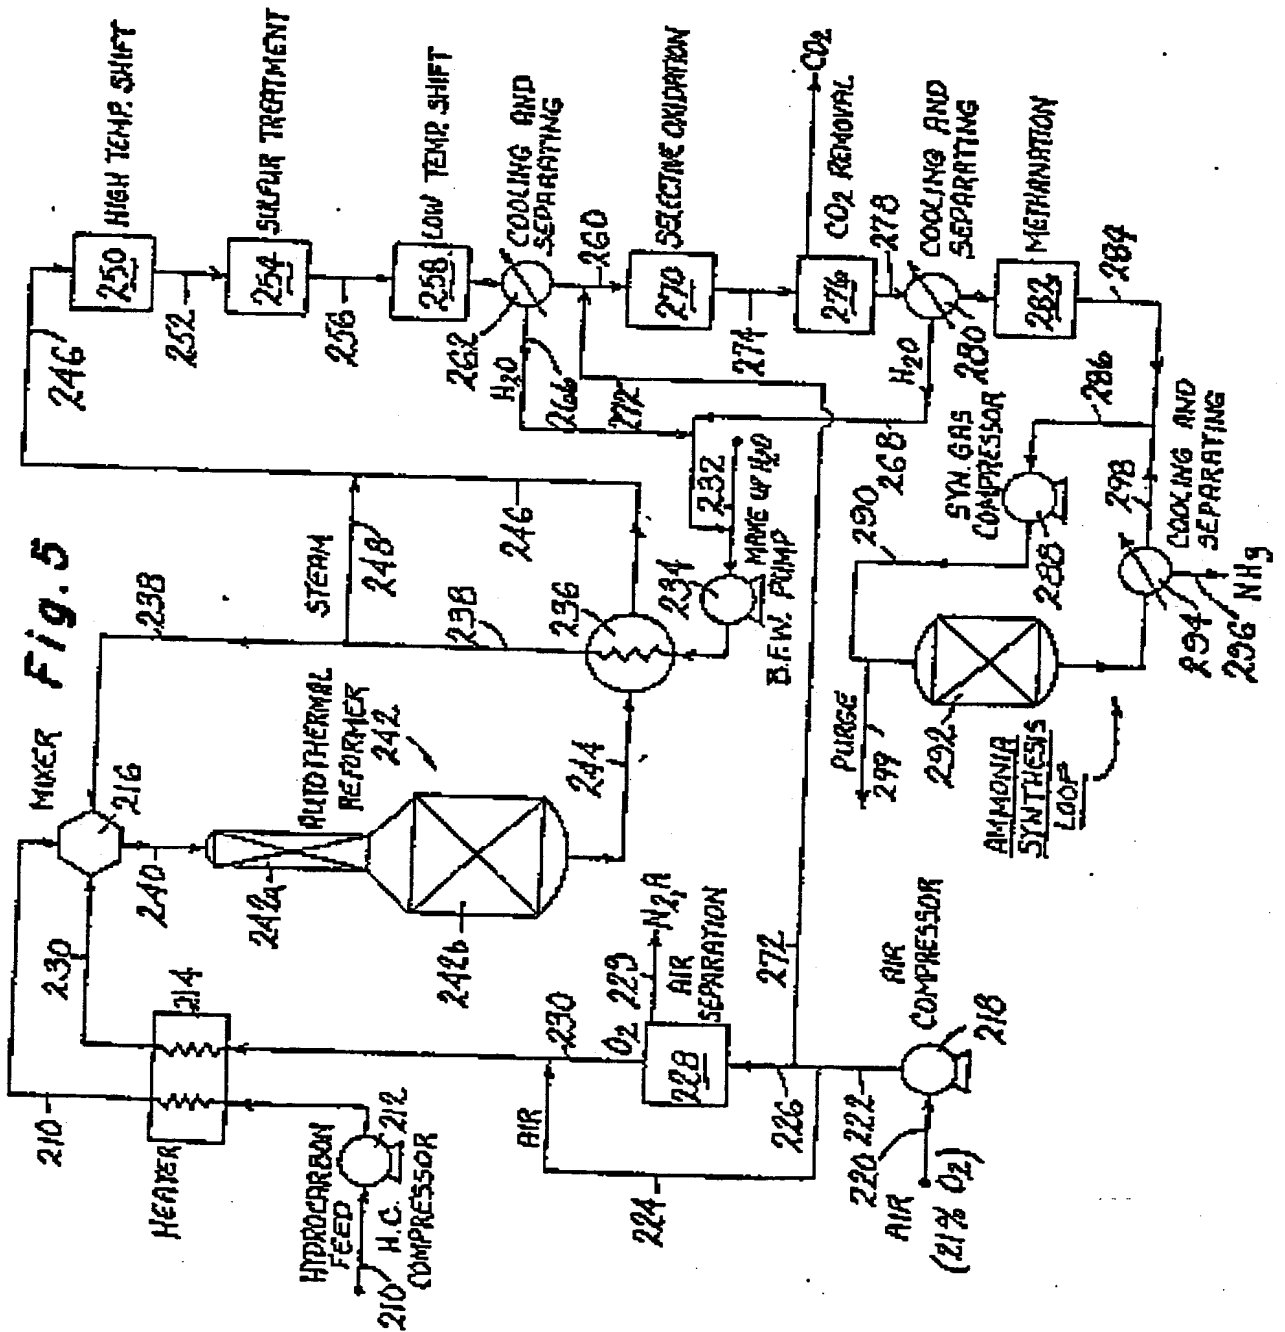 Fig. 5
HIGH TEMP. SHIFT
250
246
252
SULFUR TREATMENT
254
256
LOW TEMP. SHIFT
258
COOLING AND
SEPARATING
262
H2O
266
260
SELECTIVE OXIDATION
270
272
274
CO2
CO2 REMOVAL
276
278
COOLING AND
SEPARATING
280
H2O
268
METHANATION
282
284
286
STEAM
248
246
238
238
236
232
MAKE UP H2O
234
B.F.W. PUMP
SYN. GAS
COMPRESSOR
288
290
298
COOLING AND
SEPARATING
294
296
NH3
PURGE
299
292
AMMONIA
SYNTHESIS
LOOP
MIXER
216
240
AUTOTHERMAL
REFORMER
242
242a
242b
244
230
214
210
HEATER
HYDROCARBON
FEED
210
H.C.
COMPRESSOR
212
AIR
224
230
O2
229
N2,A
AIR
SEPARATION
228
226
272
222
220
AIR
(21% O2)
AIR
COMPRESSOR
218